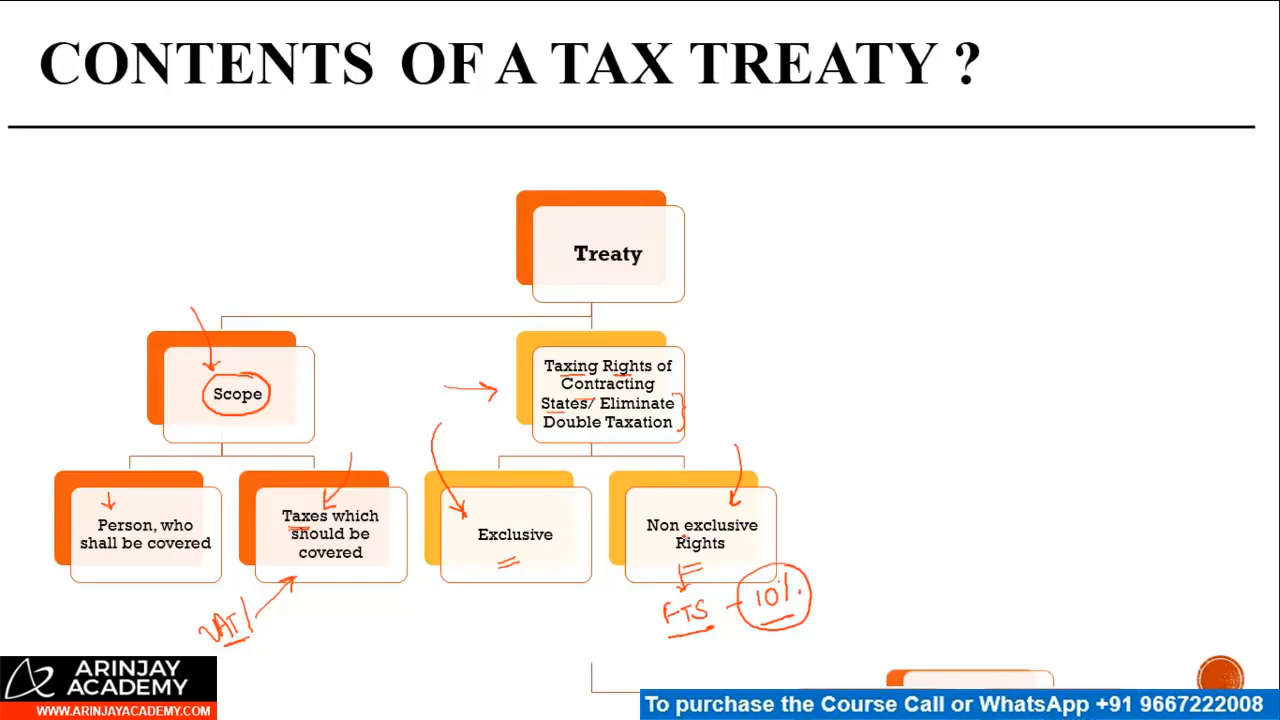 CONTENTS OF A TAX TREATY ?
Treaty
Scope
Taxing Rights of
Contracting
States/ Eliminate
Double Taxation
Person, who
shall be covered
Taxes which
should be
covered
Exclusive
Non exclusive
Rights
VAT/
FTS - 10%
ARINJAY
ACADEMY
WWW.ARINJAYACADEMY.COM
To purchase the Course Call or WhatsApp +91 9667222008